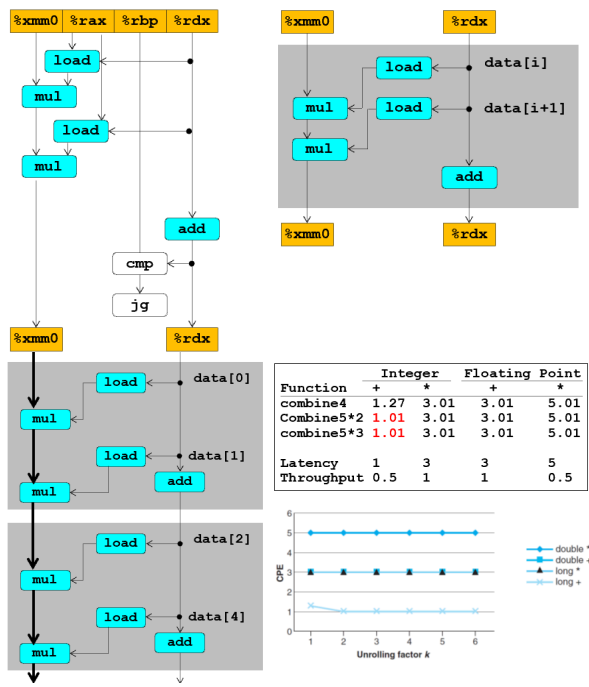 %xmm0 %rax %rbp %rdx
load
mul
load
mul
add
cmp
jg
%xmm0 %rdx
load data[0]
mul
load data[1]
mul add
load data[2]
mul
load data[4]
mul add
%xmm0 %rdx
load data[i]
mul load data[i+1]
mul
add
%xmm0 %rdx
Integer Floating Point
Function + * + *
combine4 1.27 3.01 3.01 5.01
Combine5*2 1.01 3.01 3.01 5.01
combine5*3 1.01 3.01 3.01 5.01
Latency 1 3 3 5
Throughput 0.5 1 1 0.5
6
5
4
3
2
1
0
CPE
1 2 3 4 5 6
Unrolling factor k
double *
double +
long *
long +